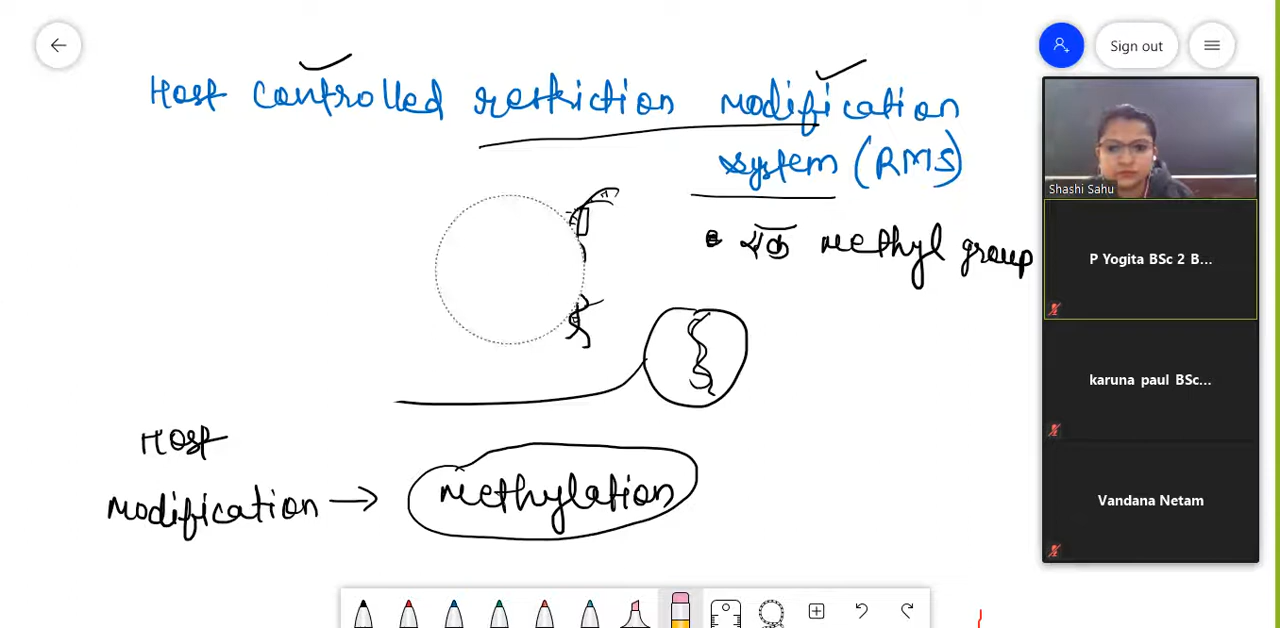 Sign out
Host controlled restriction modification
system (RMS)
Shashi Sahu
एक methyl group
P Yogita BSc 2 B...
karuna paul BSc...
Host
modification → methylation
Vandana Netam